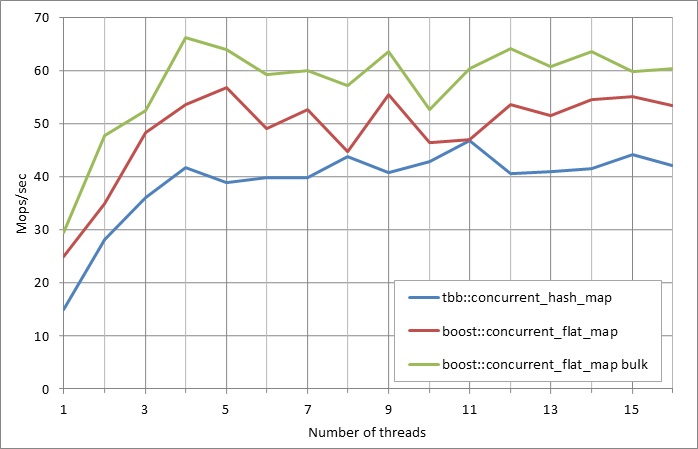 70
60
50
40
30
20
10
0
Mops/sec
tbb::concurrent_hash_map
boost::concurrent_flat_map
boost::concurrent_flat_map bulk
1 3 5 7 9 11 13 15
Number of threads